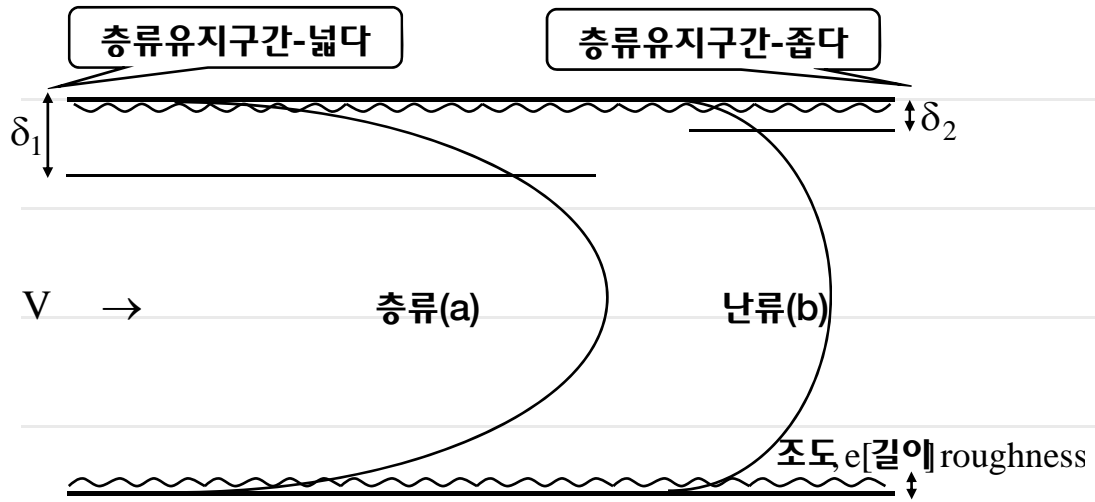 층류유지구간-넓다
층류유지구간-좁다
δ1
δ2
V →
층류(a)
난류(b)
조도, e[길이] roughness